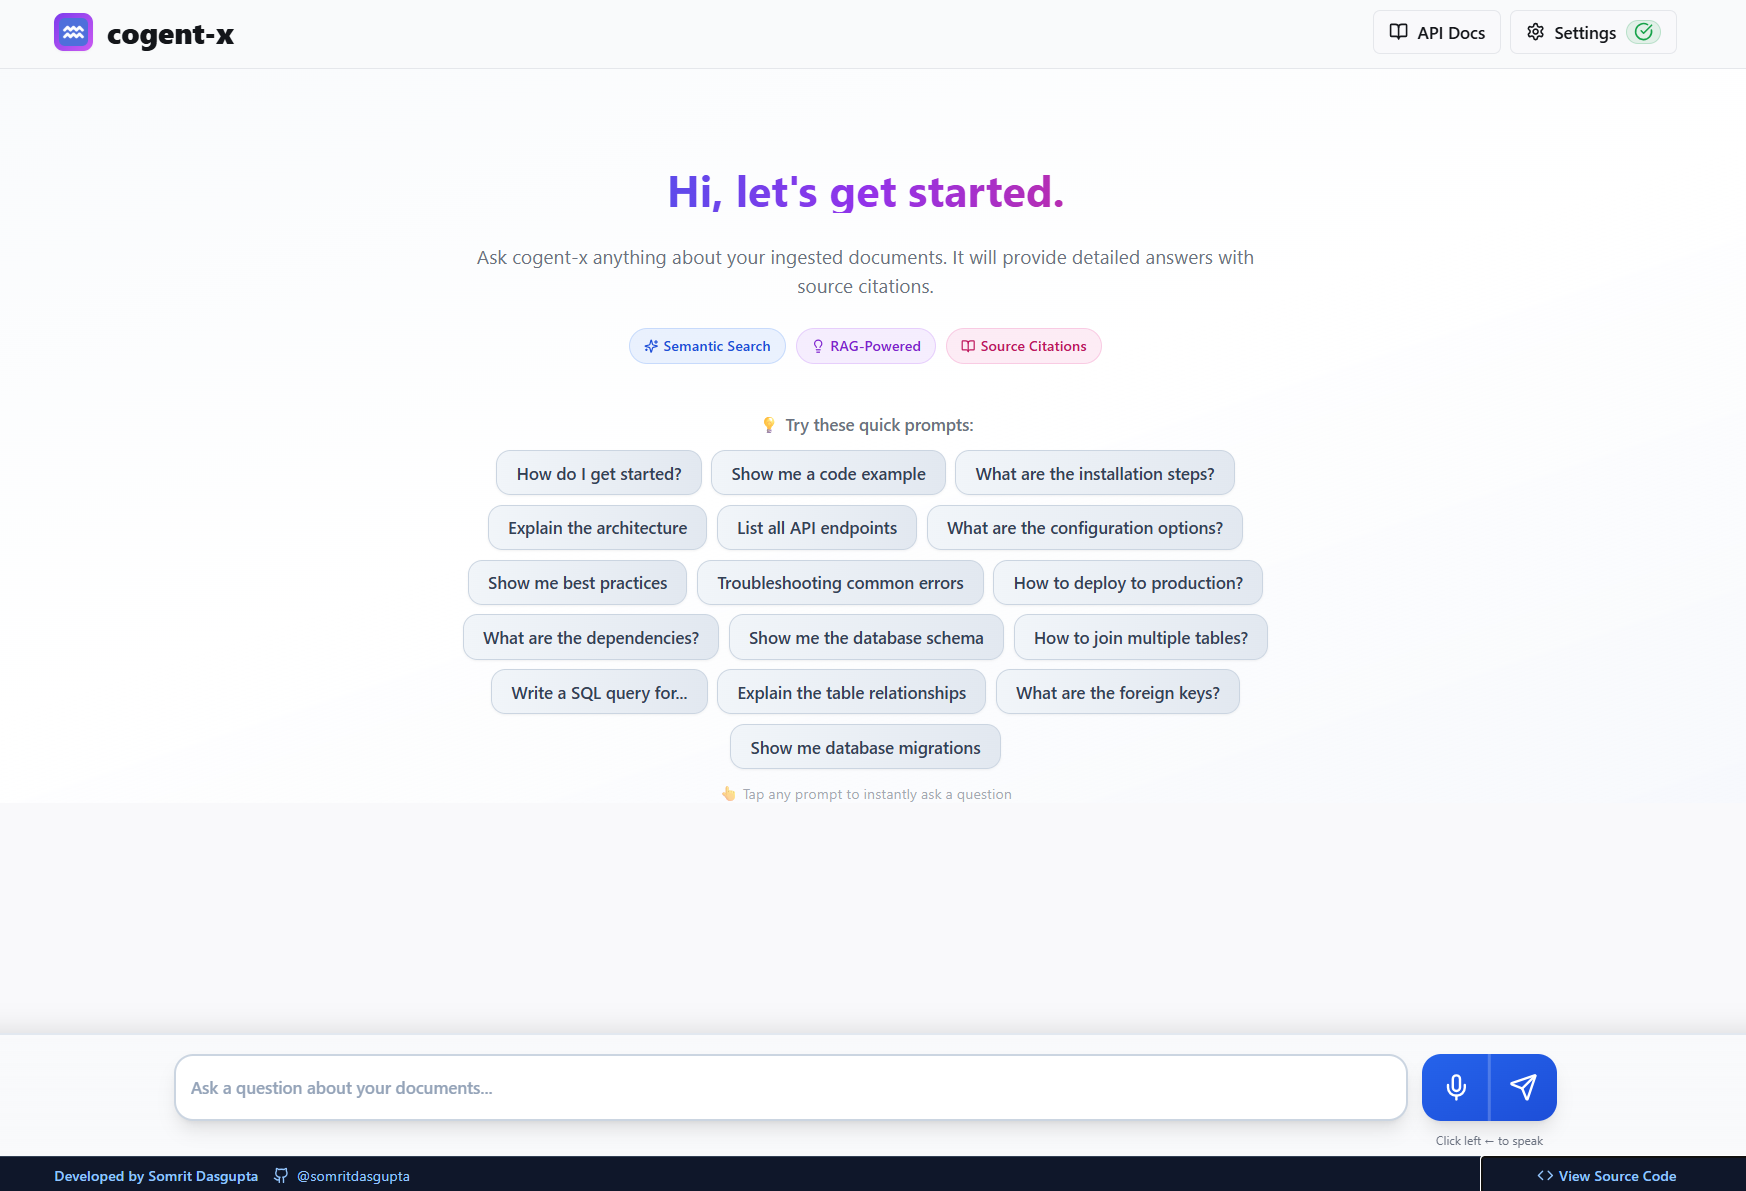 cogent-x
API Docs
Settings
Hi, let's get started.
Ask cogent-x anything about your ingested documents. It will provide detailed answers with
source citations.
Semantic Search
RAG-Powered
Source Citations
Try these quick prompts:
How do I get started?
Show me a code example
What are the installation steps?
Explain the architecture
List all API endpoints
What are the configuration options?
Show me best practices
Troubleshooting common errors
How to deploy to production?
What are the dependencies?
Show me the database schema
How to join multiple tables?
Write a SQL query for...
Explain the table relationships
What are the foreign keys?
Show me database migrations
Tap any prompt to instantly ask a question
Ask a question about your documents...
Click left ← to speak
Developed by Somrit Dasgupta
@somritdasgupta
View Source Code